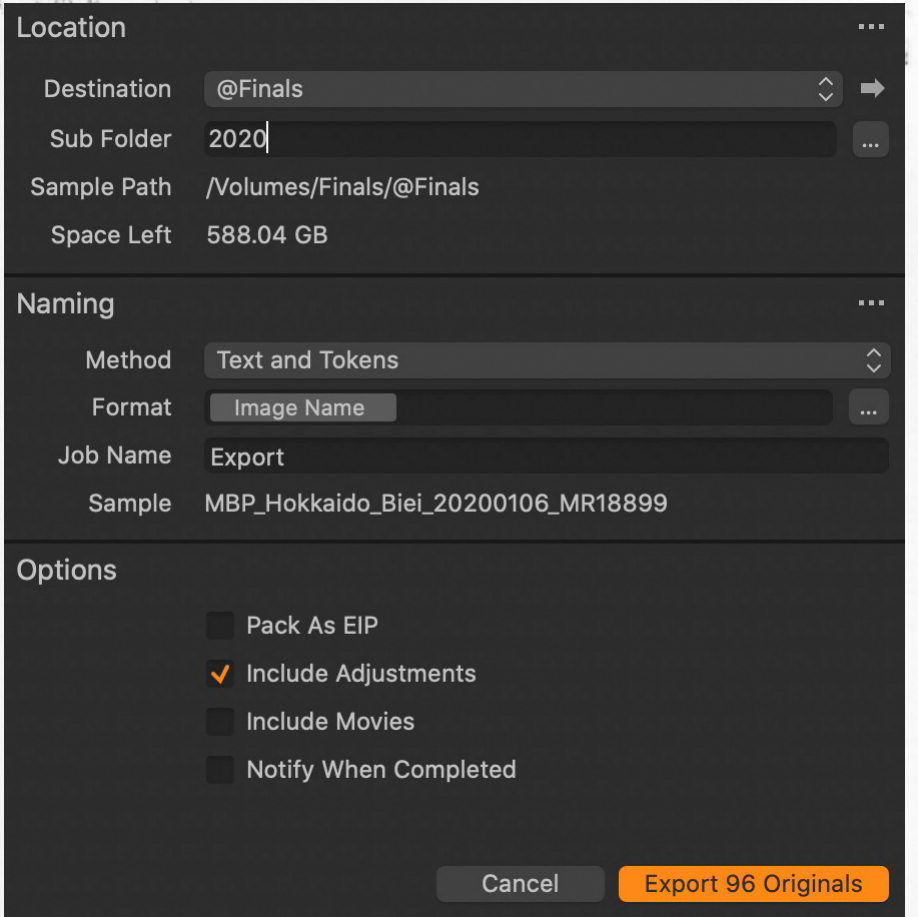 Location
...
Destination @Finals
Sub Folder 2020
...
Sample Path /Volumes/Finals/@Finals
Space Left 588.04 GB
Naming
...
Method Text and Tokens
Format Image Name
...
Job Name Export
Sample MBP_Hokkaido_Biei_20200106_MR18899
Options
Pack As EIP
Include Adjustments
Include Movies
Notify When Completed
Cancel Export 96 Originals